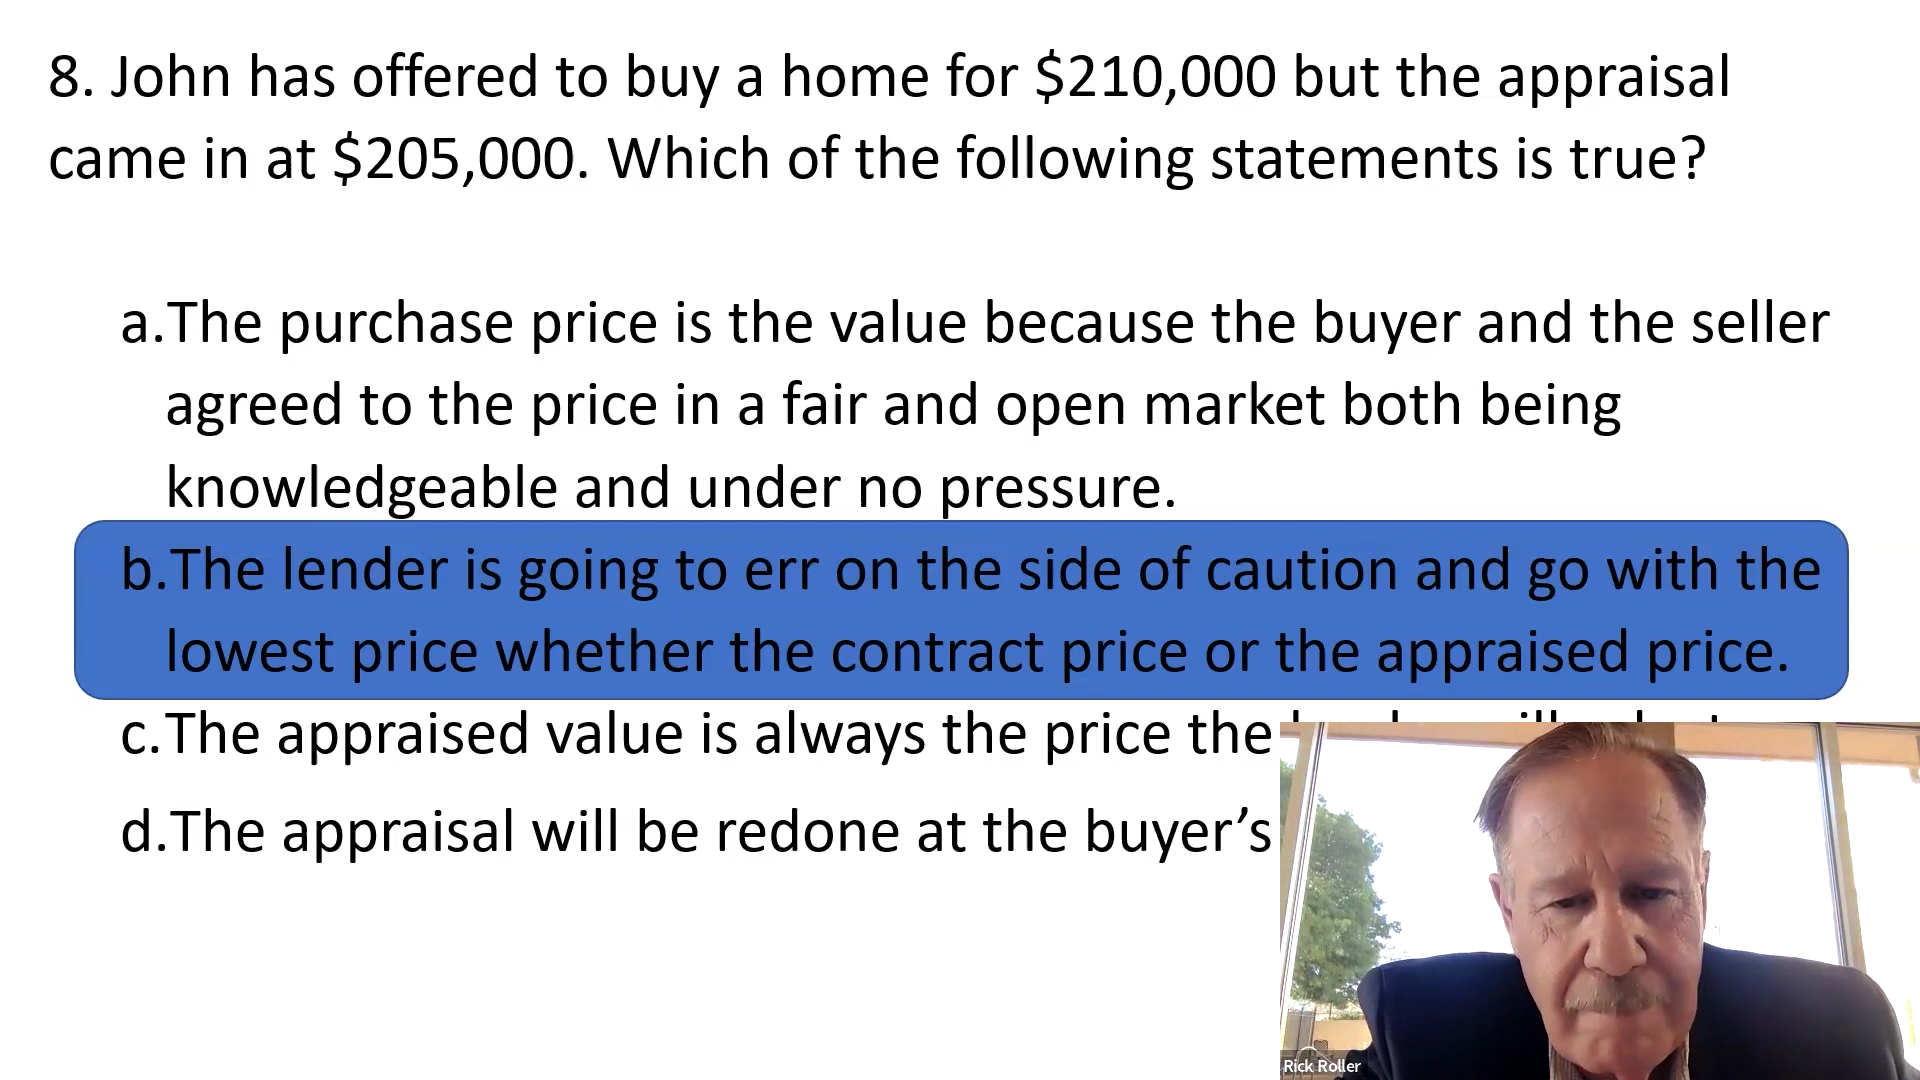 8. John has offered to buy a home for $210,000 but the appraisal
came in at $205,000. Which of the following statements is true?
a.The purchase price is the value because the buyer and the seller
agreed to the price in a fair and open market both being
knowledgeable and under no pressure.
b.The lender is going to err on the side of caution and go with the
lowest price whether the contract price or the appraised price.
c.The appraised value is always the price the
d.The appraisal will be redone at the buyer’s
Rick Roller